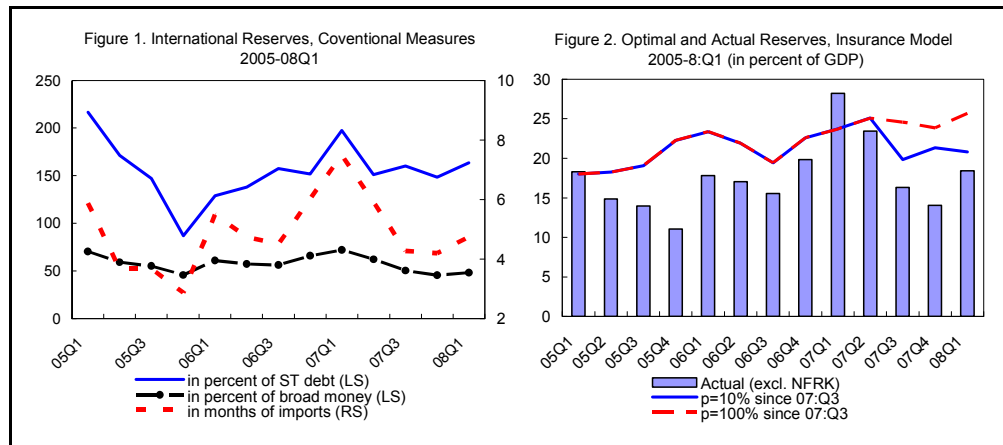 Figure 1. International Reserves, Coventional Measures
2005-08Q1
250
200
150
100
50
0
10
8
6
4
2
05Q1
05Q3
06Q1
06Q3
07Q1
07Q3
08Q1
in percent of ST debt (LS)
in percent of broad money (LS)
in months of imports (RS)
Figure 2. Optimal and Actual Reserves, Insurance Model
2005-8:Q1 (in percent of GDP)
30
25
20
15
10
5
0
05Q1
05Q2
05Q3
05Q4
06Q1
06Q2
06Q3
06Q4
07Q1
07Q2
07Q3
07Q4
08Q1
Actual (excl. NFRK)
p=10% since 07:Q3
p=100% since 07:Q3